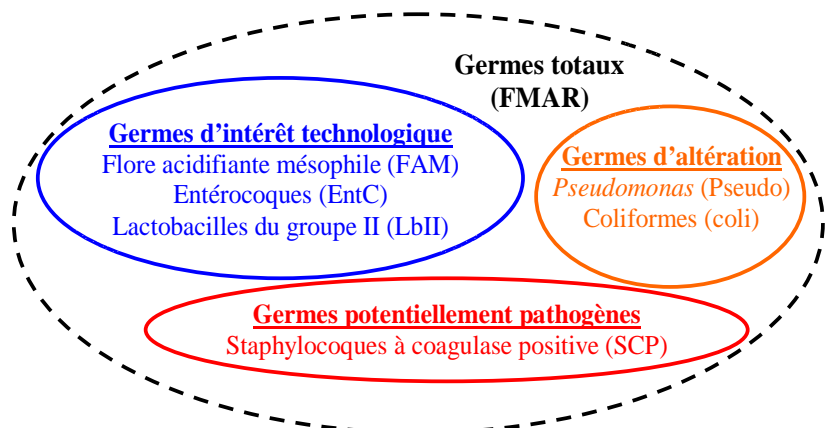 Germes totaux
(FMAR)
Germes d'intérêt technologique
Flore acidifiante mésophile (FAM)
Entérocoques (EntC)
Lactobacilles du groupe II (LbII)
Germes d'altération
Pseudomonas (Pseudo)
Coliformes (coli)
Germes potentiellement pathogènes
Staphylocoques à coagulase positive (SCP)